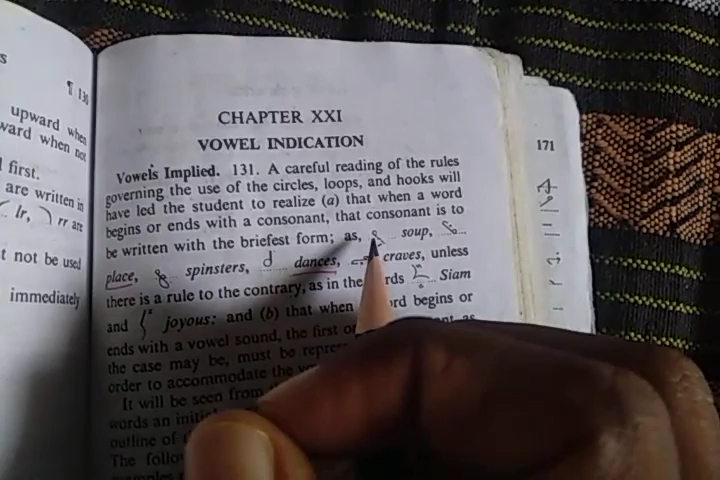 s
¶ 130
upward when
ward when not
l first.
are written in
lr, rr are
ot not be used
immediately
CHAPTER XXI
VOWEL INDICATION
Vowels Implied. 131. A careful reading of the rules
governing the use of the circles, loops, and hooks will
have led the student to realize (a) that when a word
begins or ends with a consonant, that consonant is to
be written with the briefest form; as, soup,
place, spinsters, dances, craves, unless
there is a rule to the contrary, as in the Siam
and joyous: and (b) that when begins or
ends with a vowel sound, the first or
the case may be, must be
order to accommodate the
It will be seen from
words an
outline of
The
171